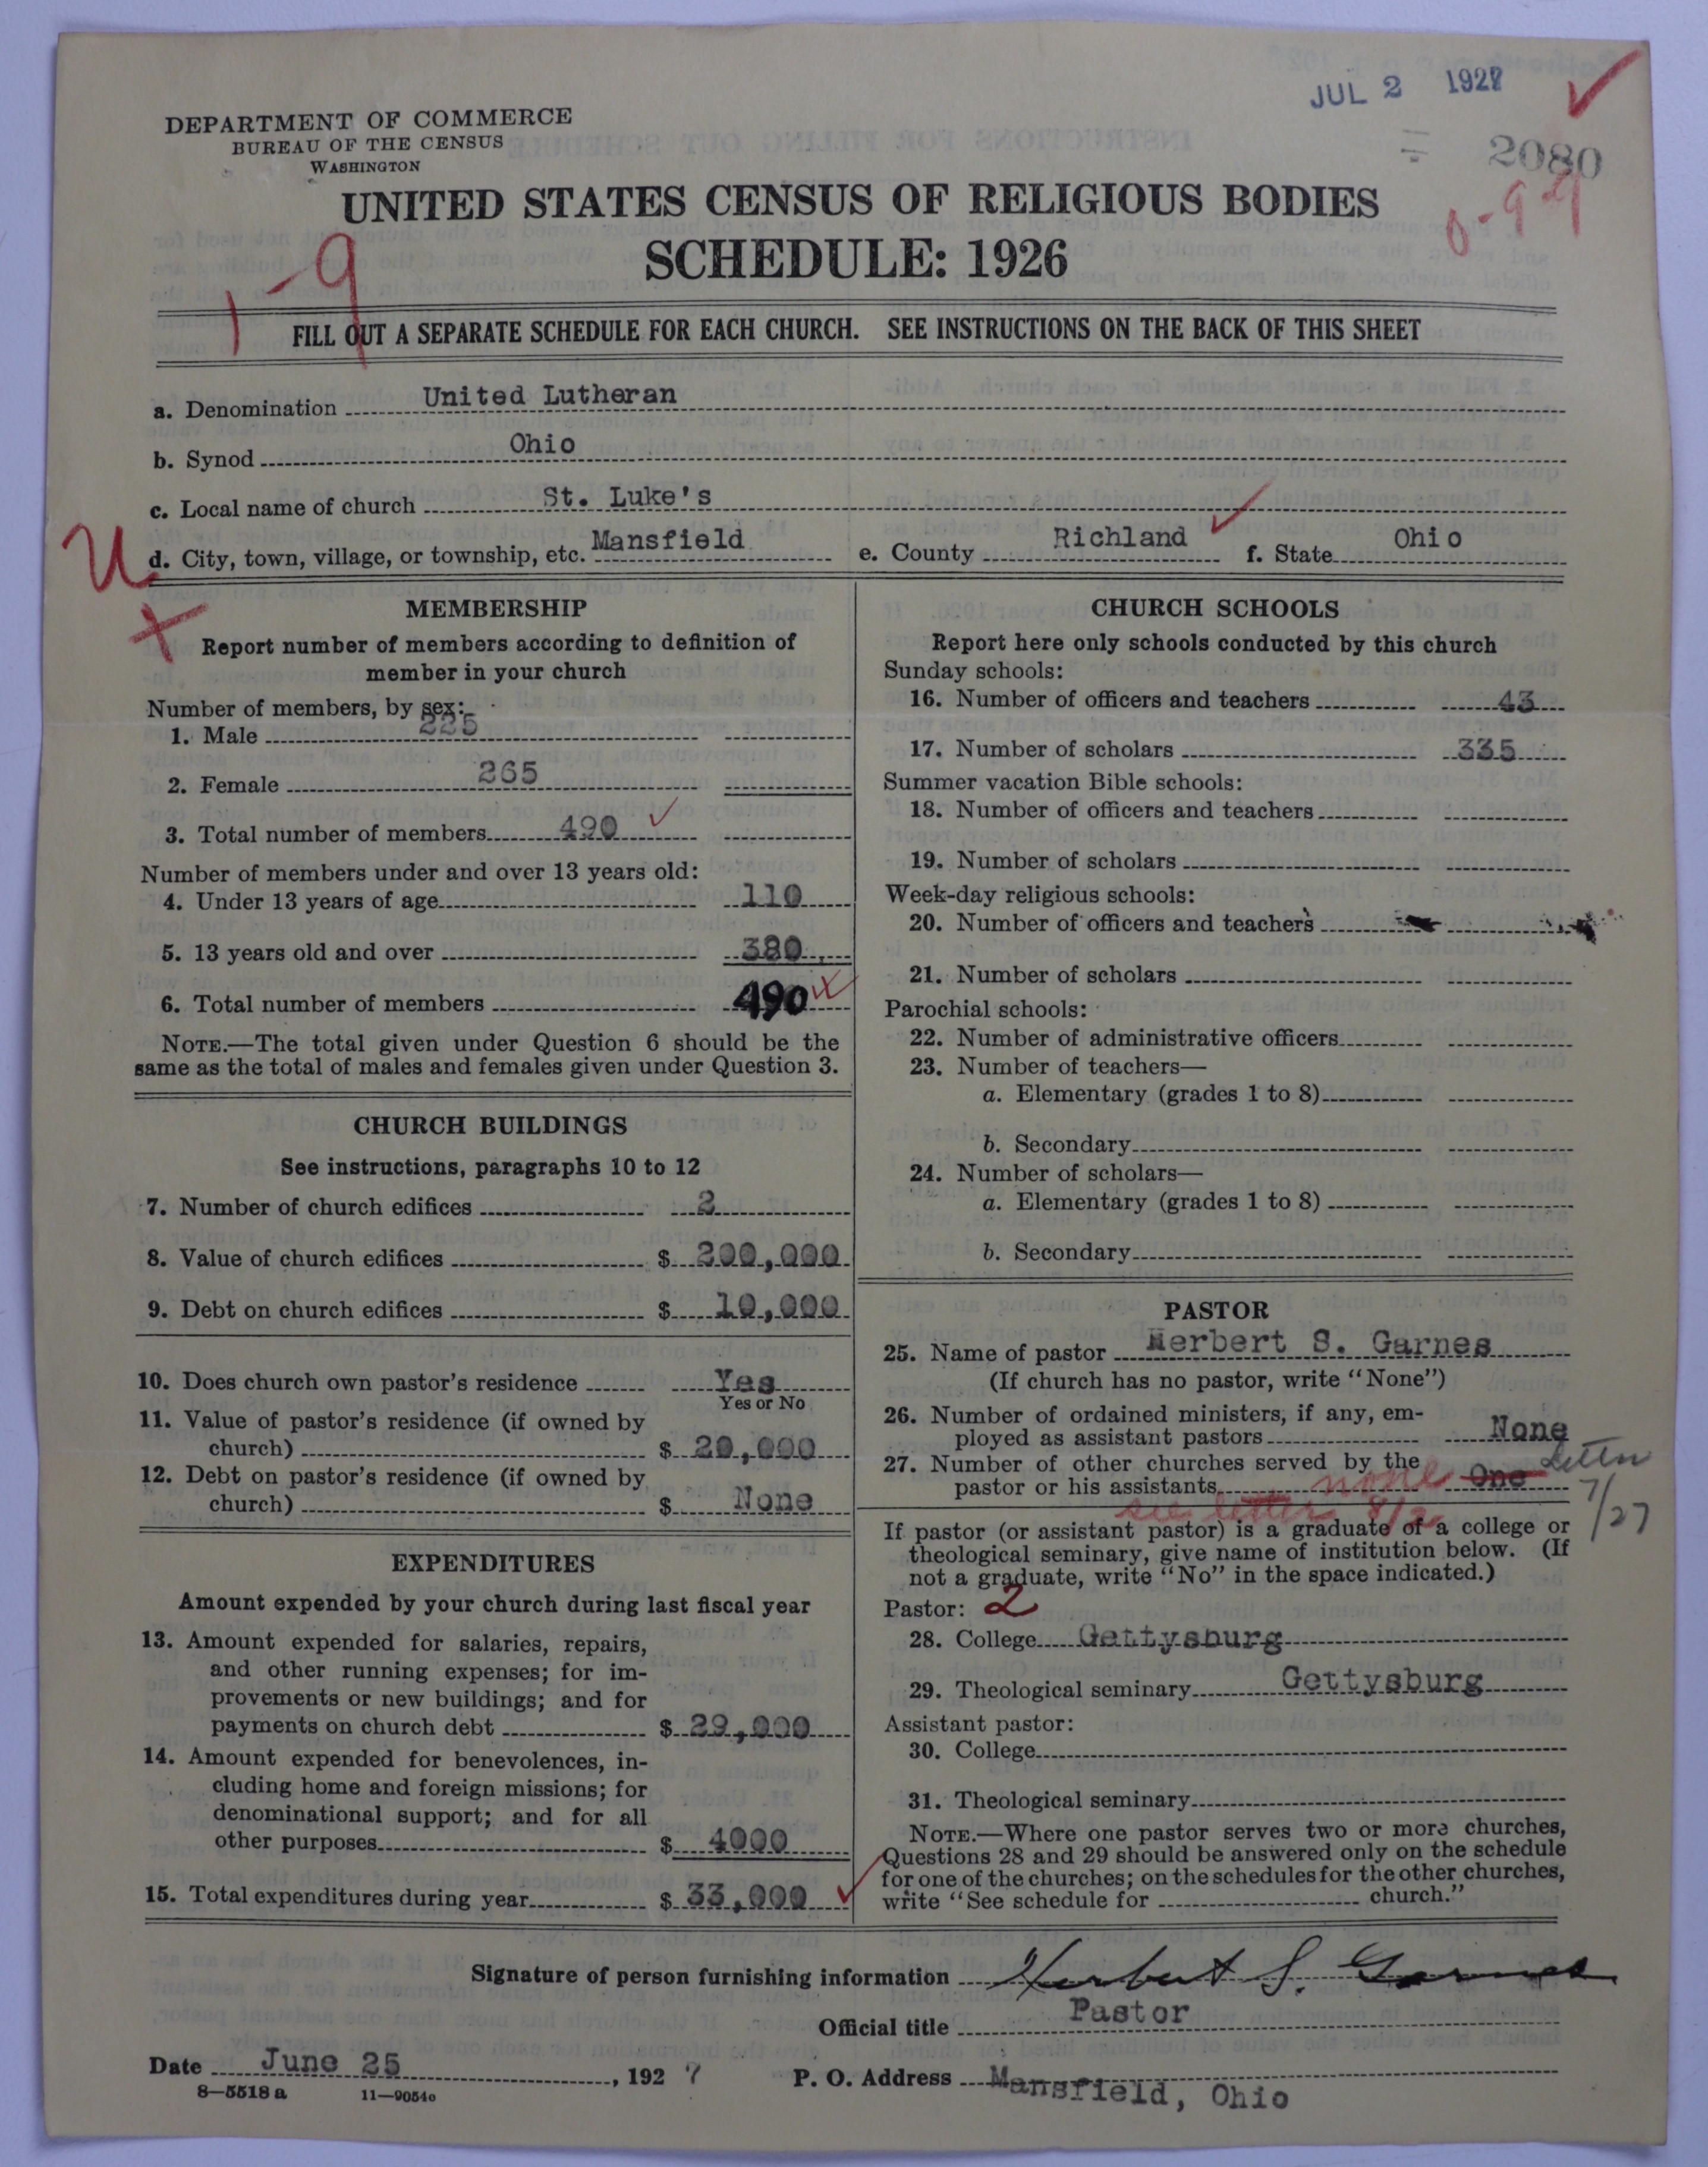 JUL 2 1927
2080
DEPARTMENT OF COMMERCE
BUREAU OF THE CENSUS
WASHINGTON
UNITED STATES CENSUS OF RELIGIOUS BODIES
SCHEDULE: 1926
0-9-9
1-9
FILL OUT A SEPARATE SCHEDULE FOR EACH CHURCH. SEE INSTRUCTIONS ON THE BACK OF THIS SHEET
a. Denomination United Lutheran
b. Synod Ohio
c. Local name of church St. Luke's
U
d. City, town, village, or township, etc. Mansfield e. County Richland f. State Ohio
MEMBERSHIP
Report number of members according to definition of
member in your church
Number of members, by sex:
1. Male 225
2. Female 265
3. Total number of members 490
Number of members under and over 13 years old:
4. Under 13 years of age 110
5. 13 years old and over 380
6. Total number of members 490
NOTE.—The total given under Question 6 should be the
same as the total of males and females given under Question 3.
CHURCH BUILDINGS
See instructions, paragraphs 10 to 12
7. Number of church edifices 2
8. Value of church edifices $ 200,000
9. Debt on church edifices $ 10,000
10. Does church own pastor's residence Yes
Yes or No
11. Value of pastor's residence (if owned by
church) $ 20,000
12. Debt on pastor's residence (if owned by
church) $ None
EXPENDITURES
Amount expended by your church during last fiscal year
13. Amount expended for salaries, repairs,
and other running expenses; for im-
provements or new buildings; and for
payments on church debt $ 29,000
14. Amount expended for benevolences, in-
cluding home and foreign missions; for
denominational support; and for all
other purposes $ 4000
15. Total expenditures during year $ 33,000
CHURCH SCHOOLS
Report here only schools conducted by this church
Sunday schools:
16. Number of officers and teachers 43
17. Number of scholars 335
Summer vacation Bible schools:
18. Number of officers and teachers
19. Number of scholars
Week-day religious schools:
20. Number of officers and teachers
21. Number of scholars
Parochial schools:
22. Number of administrative officers
23. Number of teachers—
a. Elementary (grades 1 to 8)
b. Secondary
24. Number of scholars—
a. Elementary (grades 1 to 8)
b. Secondary
PASTOR
25. Name of pastor Herbert S. Garnes
(If church has no pastor, write "None")
26. Number of ordained ministers, if any, em-
ployed as assistant pastors None
27. Number of other churches served by the
pastor or his assistants none One Letter 7/27
see letter 8/2
If pastor (or assistant pastor) is a graduate of a college or
theological seminary, give name of institution below. (If
not a graduate, write "No" in the space indicated.)
Pastor: 2
28. College Gettysburg
29. Theological seminary Gettysburg
Assistant pastor:
30. College
31. Theological seminary
NOTE.—Where one pastor serves two or more churches,
Questions 28 and 29 should be answered only on the schedule
for one of the churches; on the schedules for the other churches,
write "See schedule for church."
Signature of person furnishing information Herbert S. Garnes
Official title Pastor
Date June 25, 1927 P. O. Address Mansfield, Ohio
8-5518 a 11-9054o